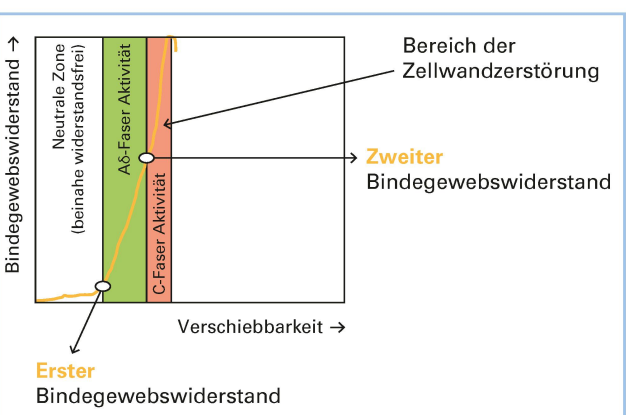 Bindegewebswiderstand →
Neutrale Zone
(beinahe widerstandsfrei)
Aδ-Faser Aktivität
C-Faser Aktivität
Bereich der
Zellwandzerstörung
Zweiter
Bindegewebswiderstand
Verschiebbarkeit →
Erster
Bindegewebswiderstand